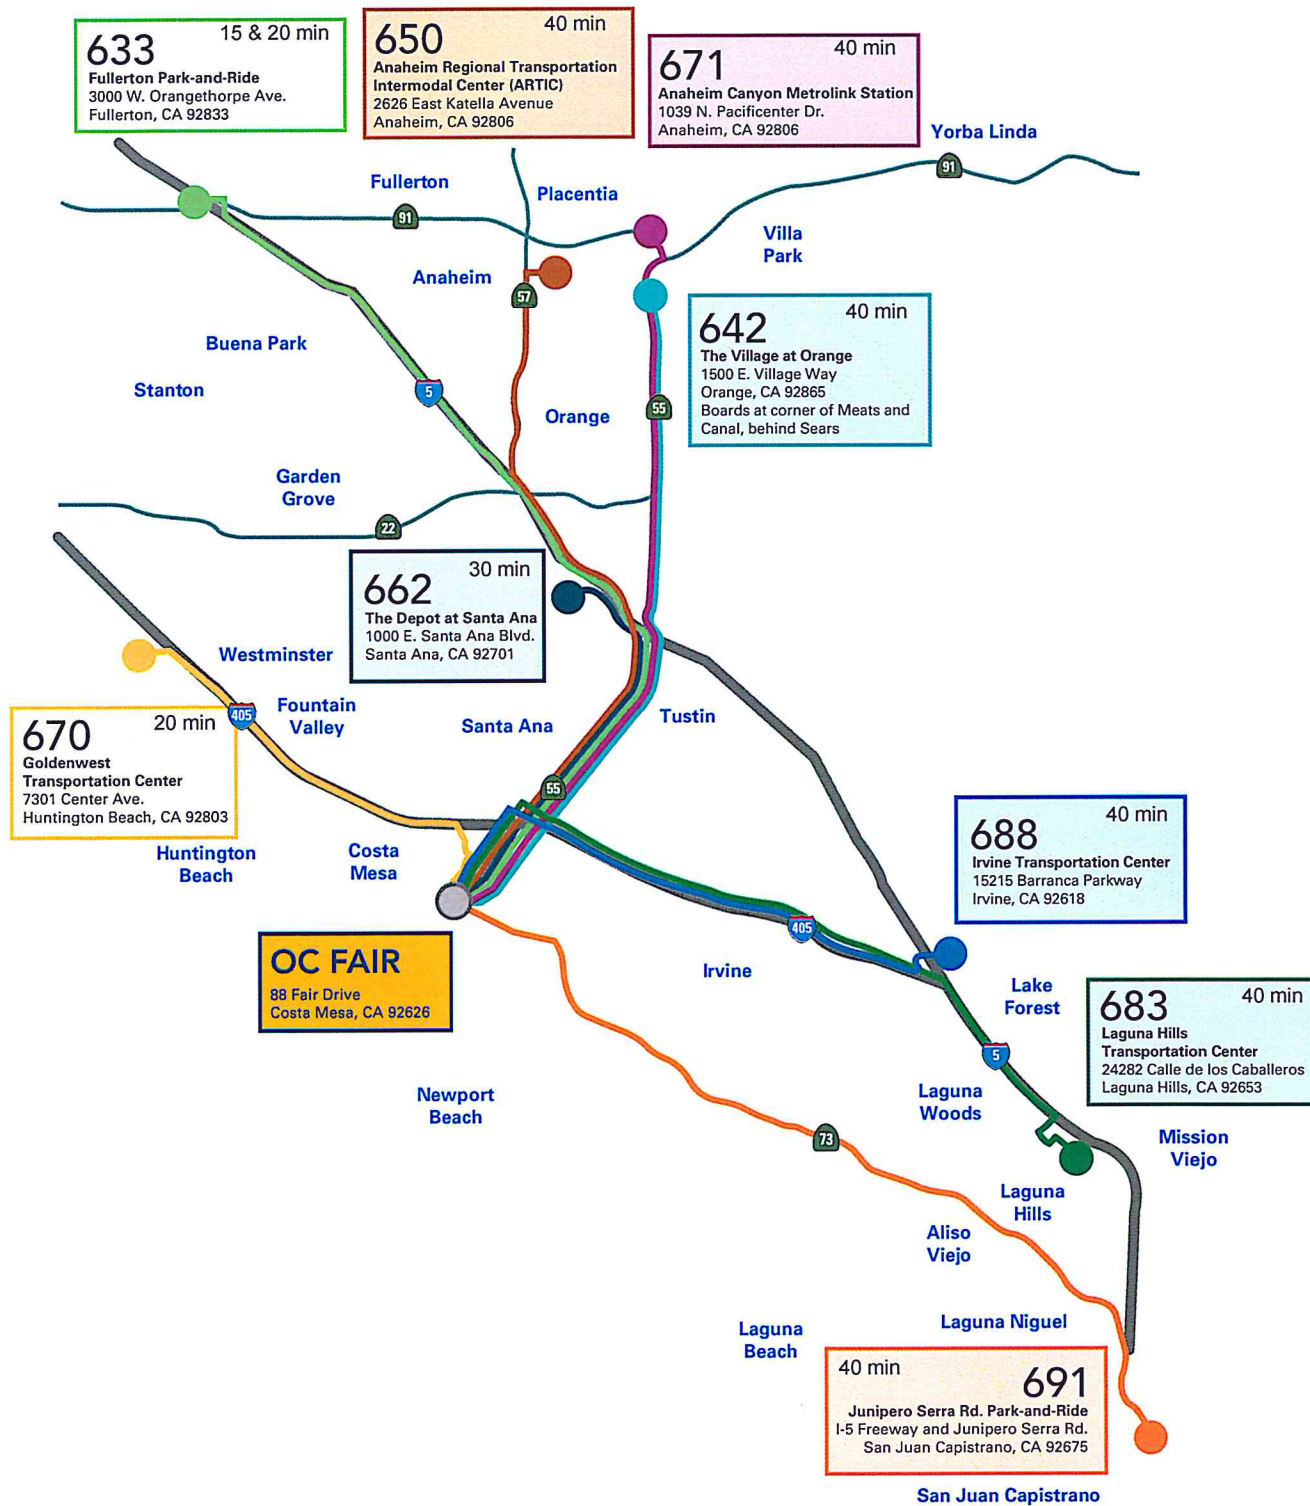 15 & 20 min
633
Fullerton Park-and-Ride
3000 W. Orangethorpe Ave.
Fullerton, CA 92833
40 min
650
Anaheim Regional Transportation
Intermodal Center (ARTIC)
2626 East Katella Avenue
Anaheim, CA 92806
40 min
671
Anaheim Canyon Metrolink Station
1039 N. Pacificenter Dr.
Anaheim, CA 92806
Yorba Linda
91
Fullerton
Placentia
91
Villa
Park
Anaheim
57
40 min
642
The Village at Orange
1500 E. Village Way
Orange, CA 92865
Boards at corner of Meats and
Canal, behind Sears
Buena Park
Stanton
5
Orange
55
Garden
Grove
22
30 min
662
The Depot at Santa Ana
1000 E. Santa Ana Blvd.
Santa Ana, CA 92701
Westminster
Fountain
Valley
405
Santa Ana
Tustin
20 min
670
Goldenwest
Transportation Center
7301 Center Ave.
Huntington Beach, CA 92803
55
Huntington
Beach
Costa
Mesa
40 min
688
Irvine Transportation Center
15215 Barranca Parkway
Irvine, CA 92618
405
OC FAIR
88 Fair Drive
Costa Mesa, CA 92626
Irvine
Lake
Forest
40 min
683
Laguna Hills
Transportation Center
24282 Calle de los Caballeros
Laguna Hills, CA 92653
5
Newport
Beach
Laguna
Woods
73
Mission
Viejo
Laguna
Hills
Aliso
Viejo
Laguna Niguel
Laguna
Beach
40 min
691
Junipero Serra Rd. Park-and-Ride
I-5 Freeway and Junipero Serra Rd.
San Juan Capistrano, CA 92675
San Juan Capistrano